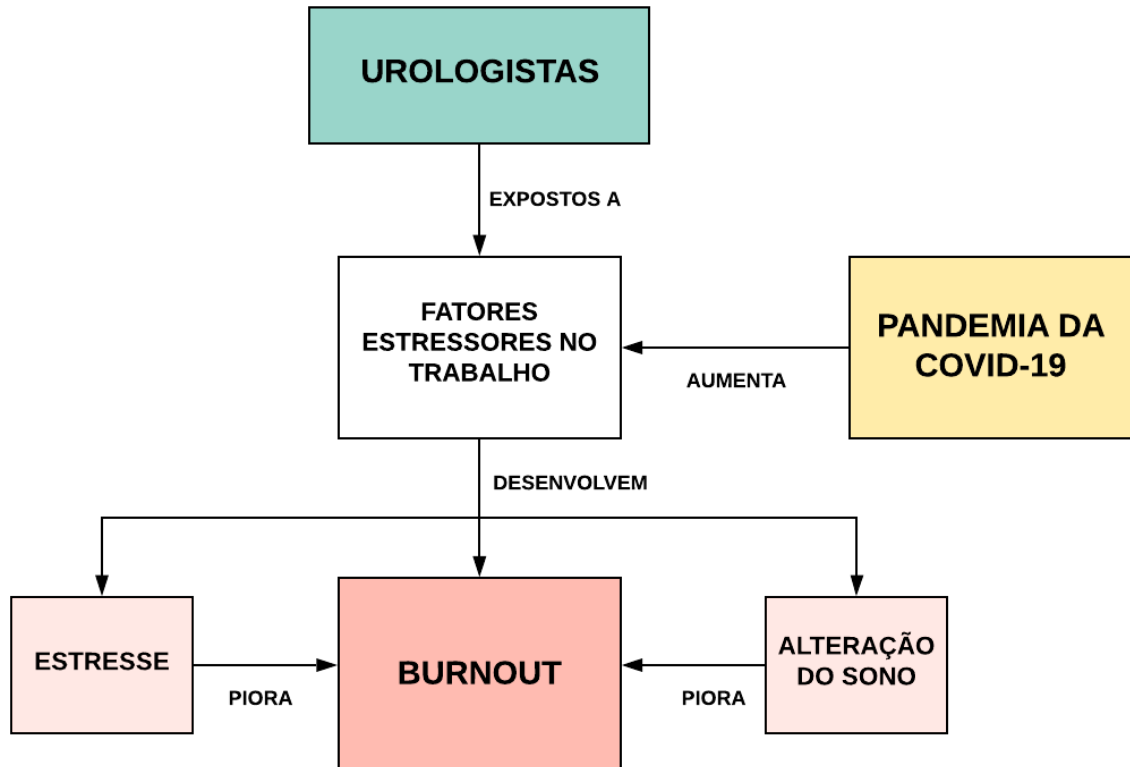 UROLOGISTAS
EXPOSTOS A
FATORES
ESTRESSORES NO
TRABALHO
PANDEMIA DA
COVID-19
AUMENTA
DESENVOLVEM
ESTRESSE
PIORA
BURNOUT
PIORA
ALTERAÇÃO
DO SONO